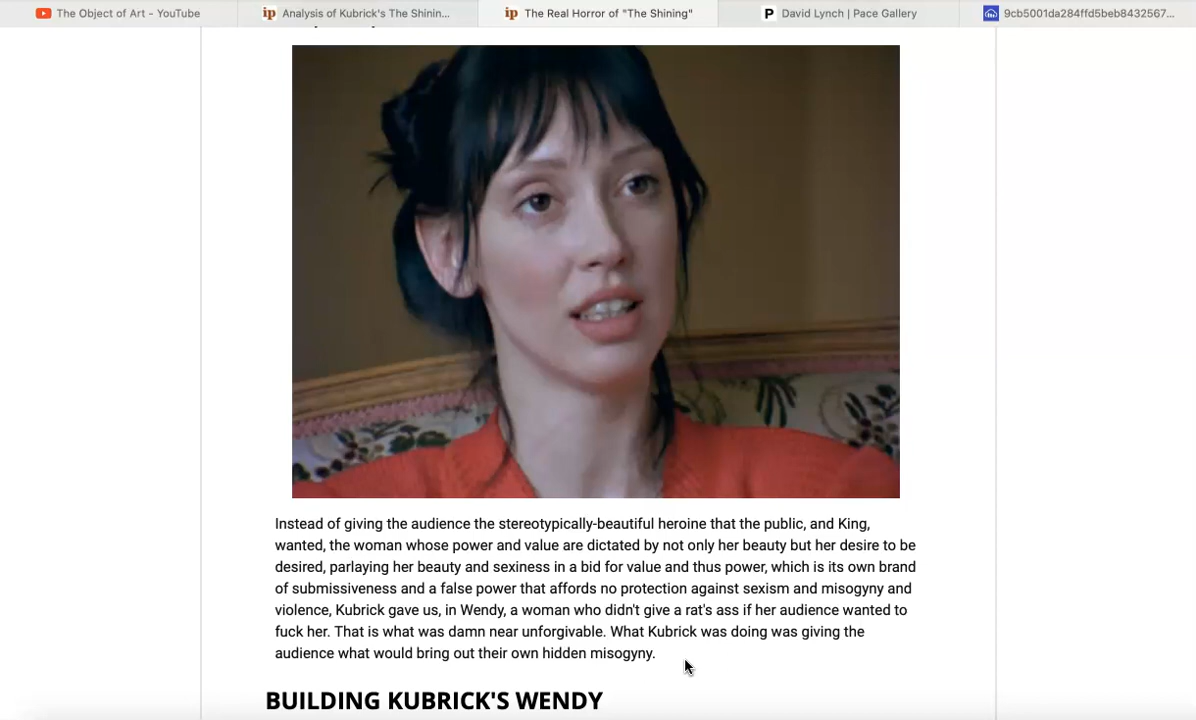 The Object of Art - YouTube
ip Analysis of Kubrick's The Shinin...
ip The Real Horror of "The Shining"
P David Lynch | Pace Gallery
9cb5001da284ffd5beb8432567...
Instead of giving the audience the stereotypically-beautiful heroine that the public, and King,
wanted, the woman whose power and value are dictated by not only her beauty but her desire to be
desired, parlaying her beauty and sexiness in a bid for value and thus power, which is its own brand
of submissiveness and a false power that affords no protection against sexism and misogyny and
violence, Kubrick gave us, in Wendy, a woman who didn't give a rat's ass if her audience wanted to
fuck her. That is what was damn near unforgivable. What Kubrick was doing was giving the
audience what would bring out their own hidden misogyny.
BUILDING KUBRICK'S WENDY